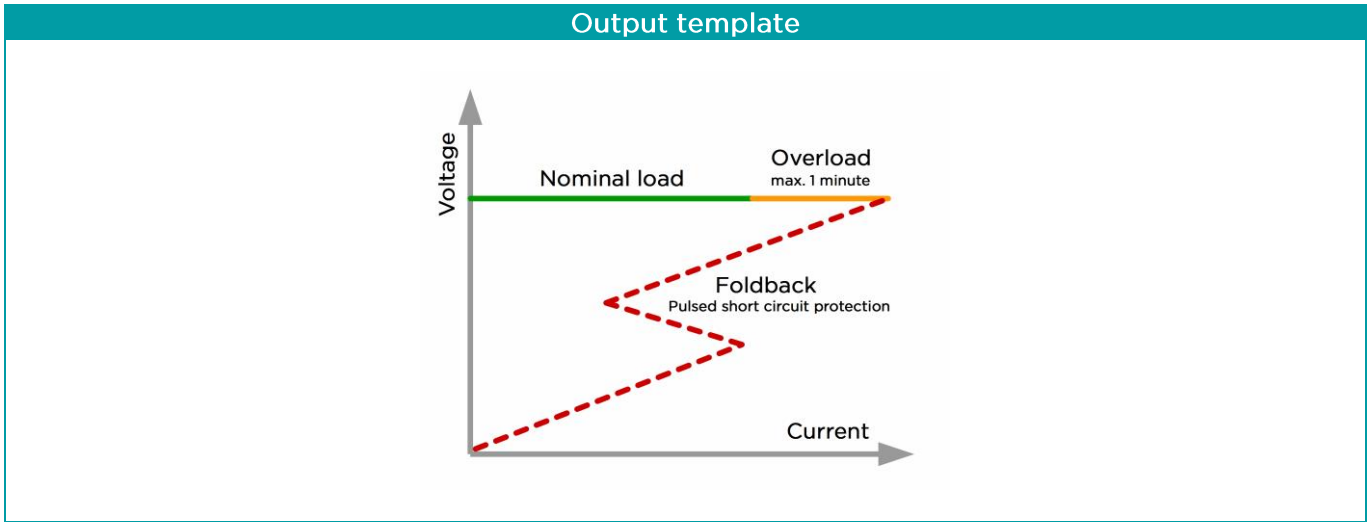 Output template
Voltage
Nominal load
Overload
max. 1 minute
Foldback
Pulsed short circuit protection
Current